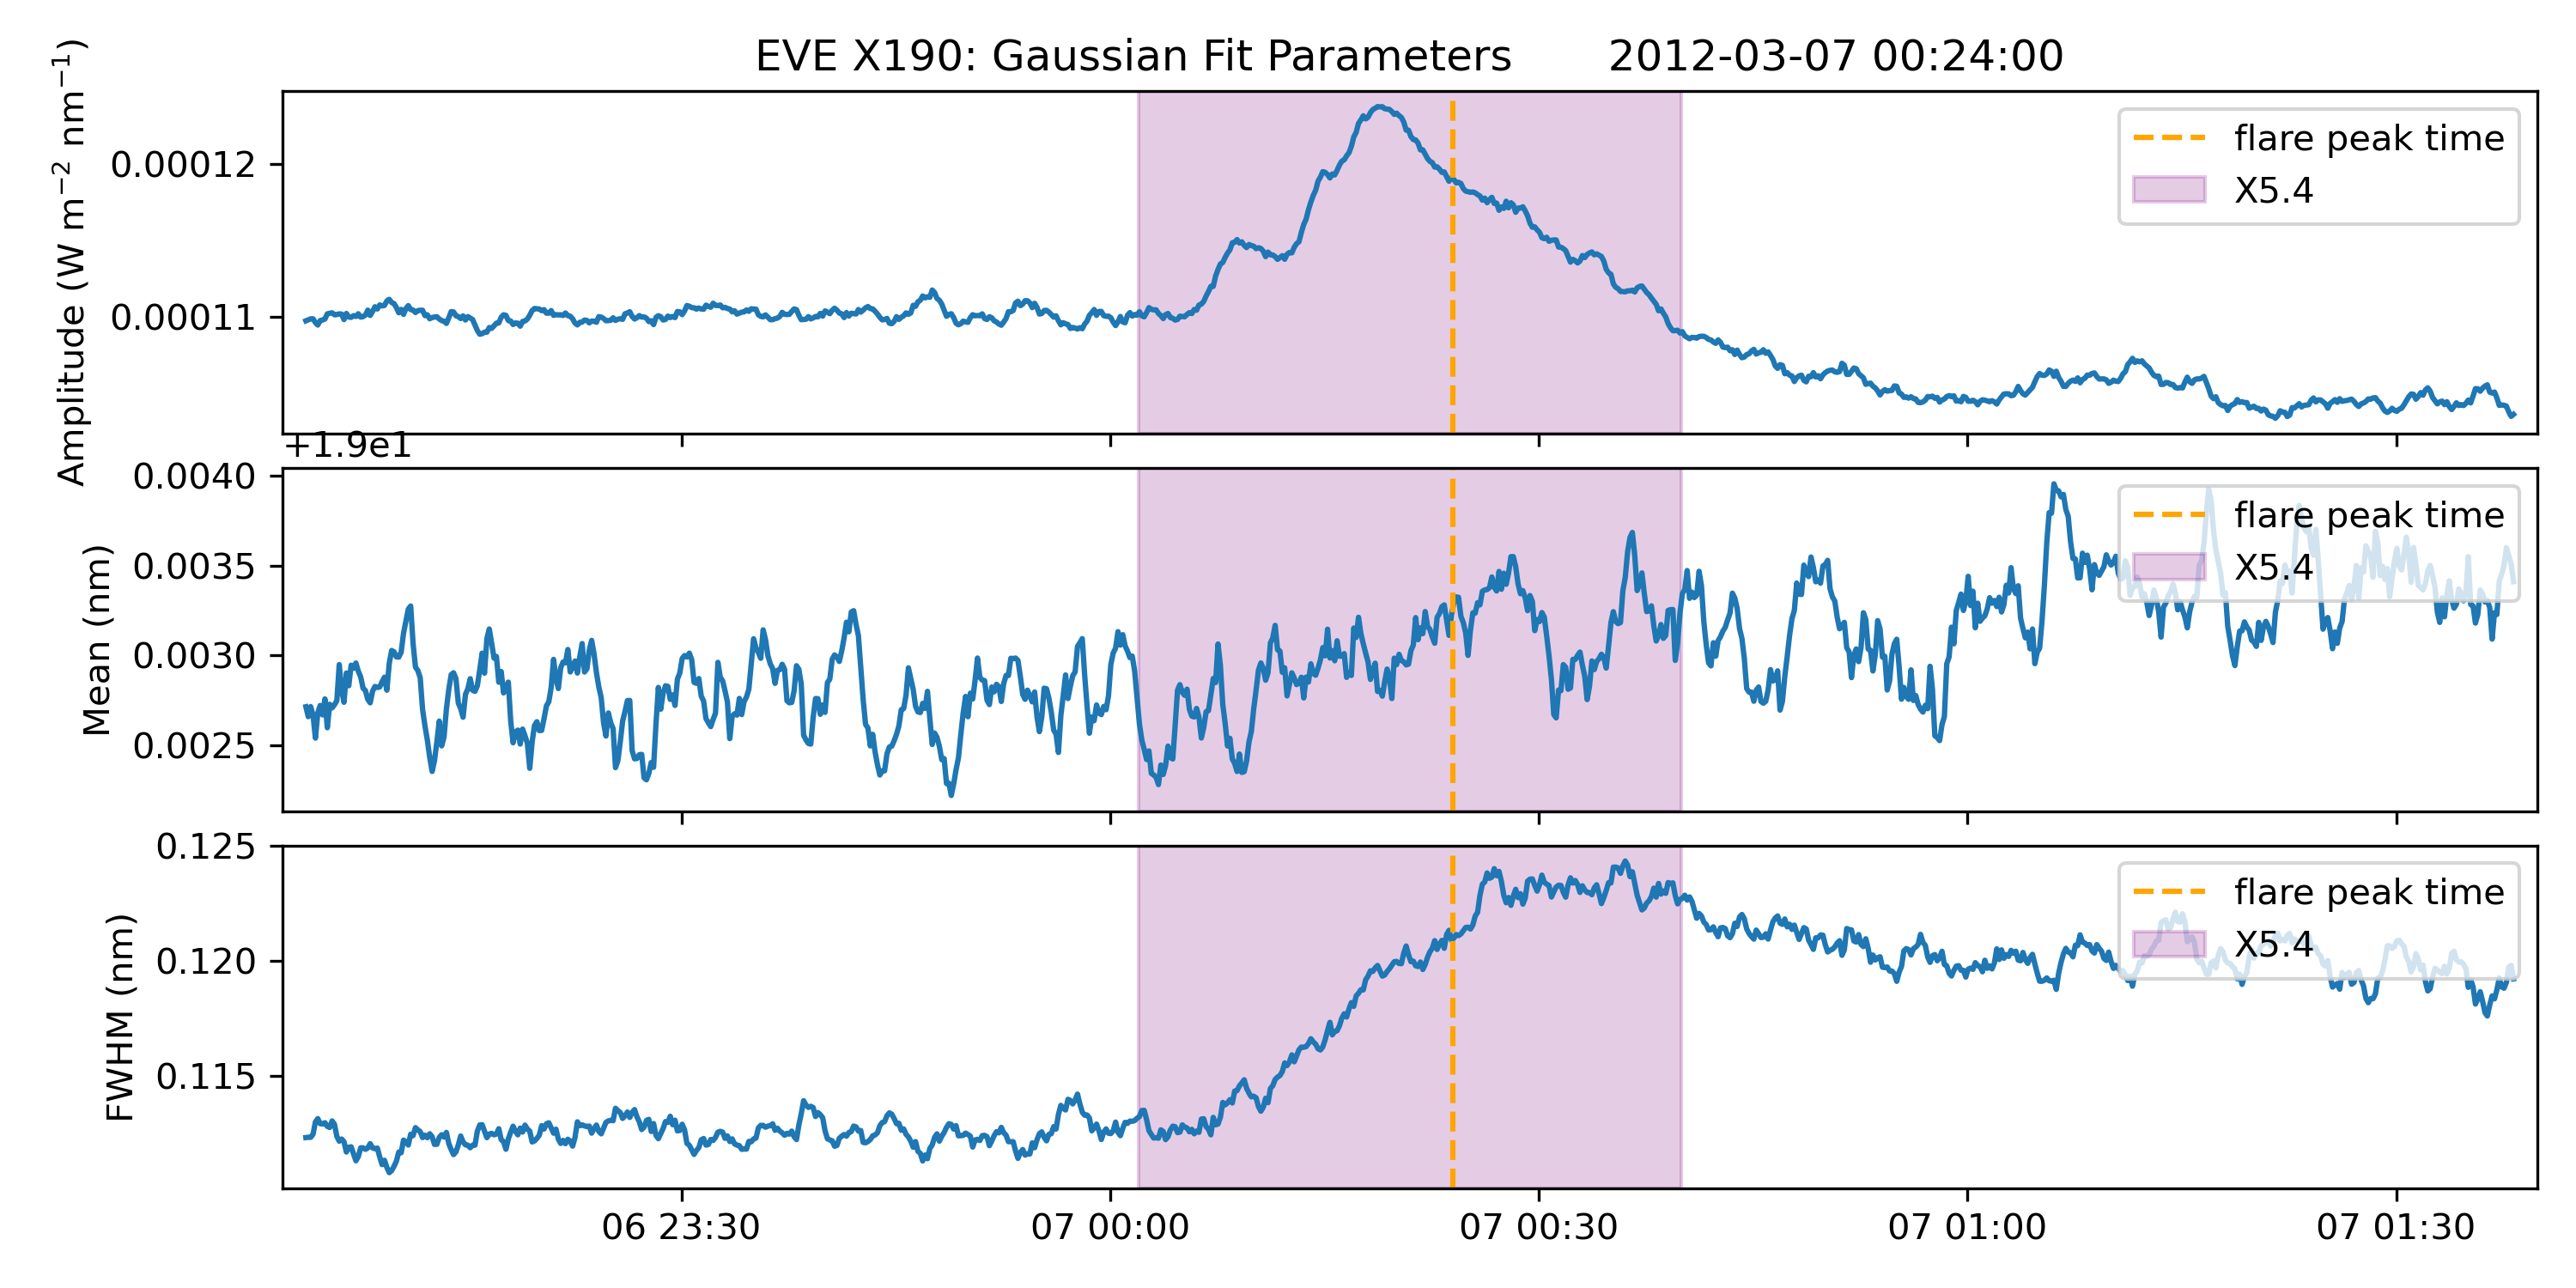 EVE X190: Gaussian Fit Parameters 2012-03-07 00:24:00
Amplitude (W m⁻² nm⁻¹)
0.00012
0.00011
flare peak time
X5.4
+1.9e1
Mean (nm)
0.0040
0.0035
0.0030
0.0025
flare peak time
X5.4
FWHM (nm)
0.125
0.120
0.115
flare peak time
X5.4
06 23:30
07 00:00
07 00:30
07 01:00
07 01:30